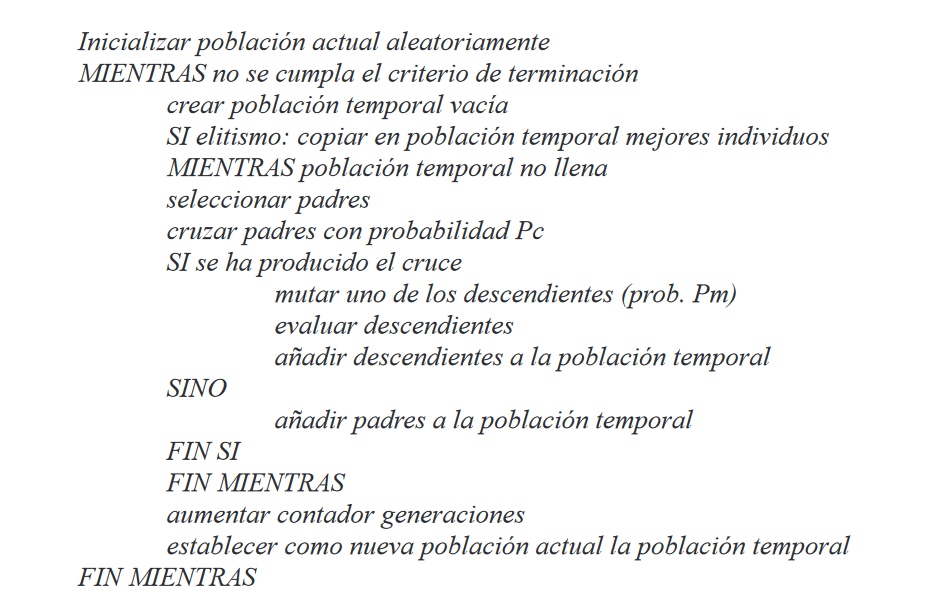 Inicializar población actual aleatoriamente
MIENTRAS no se cumpla el criterio de terminación
crear población temporal vacía
SI elitismo: copiar en población temporal mejores individuos
MIENTRAS población temporal no llena
seleccionar padres
cruzar padres con probabilidad Pc
SI se ha producido el cruce
mutar uno de los descendientes (prob. Pm)
evaluar descendientes
añadir descendientes a la población temporal
SINO
añadir padres a la población temporal
FIN SI
FIN MIENTRAS
aumentar contador generaciones
establecer como nueva población actual la población temporal
FIN MIENTRAS